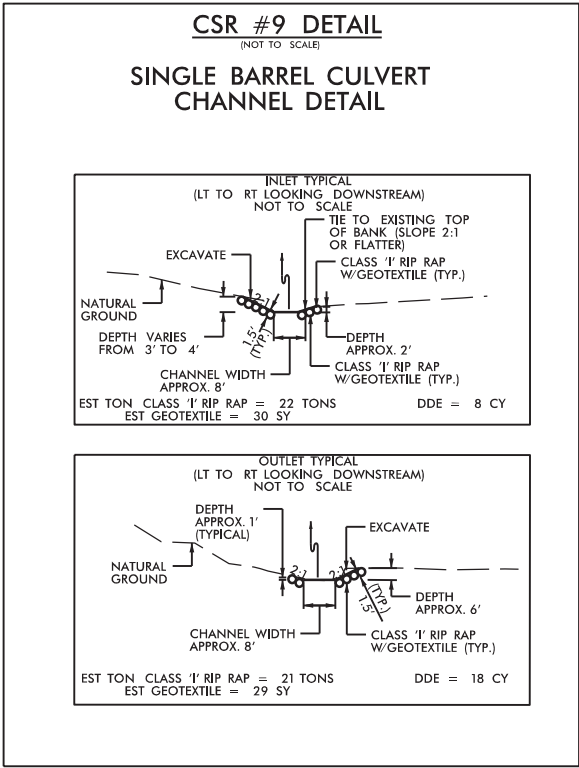 CSR #9 DETAIL
(NOT TO SCALE)
SINGLE BARREL CULVERT
CHANNEL DETAIL
INLET TYPICAL
(LT TO RT LOOKING DOWNSTREAM)
NOT TO SCALE
TIE TO EXISTING TOP
OF BANK (SLOPE 2:1
OR FLATTER)
EXCAVATE
CLASS 'I' RIP RAP
W/GEOTEXTILE (TYP.)
2:1
NATURAL
GROUND
DEPTH VARIES
FROM 3' TO 4'
1.5'
(TYP.)
DEPTH
APPROX. 2'
CLASS 'I' RIP RAP
W/GEOTEXTILE (TYP.)
CHANNEL WIDTH
APPROX. 8'
EST TON CLASS 'I' RIP RAP = 22 TONS
DDE = 8 CY
EST GEOTEXTILE = 30 SY
OUTLET TYPICAL
(LT TO RT LOOKING DOWNSTREAM)
NOT TO SCALE
DEPTH
APPROX. 1'
(TYPICAL)
EXCAVATE
NATURAL
GROUND
2:1
2:1
(TYP.)
1.5'
DEPTH
APPROX. 6'
CHANNEL WIDTH
APPROX. 8'
CLASS 'I' RIP RAP
W/GEOTEXTILE (TYP.)
EST TON CLASS 'I' RIP RAP = 21 TONS
DDE = 18 CY
EST GEOTEXTILE = 29 SY